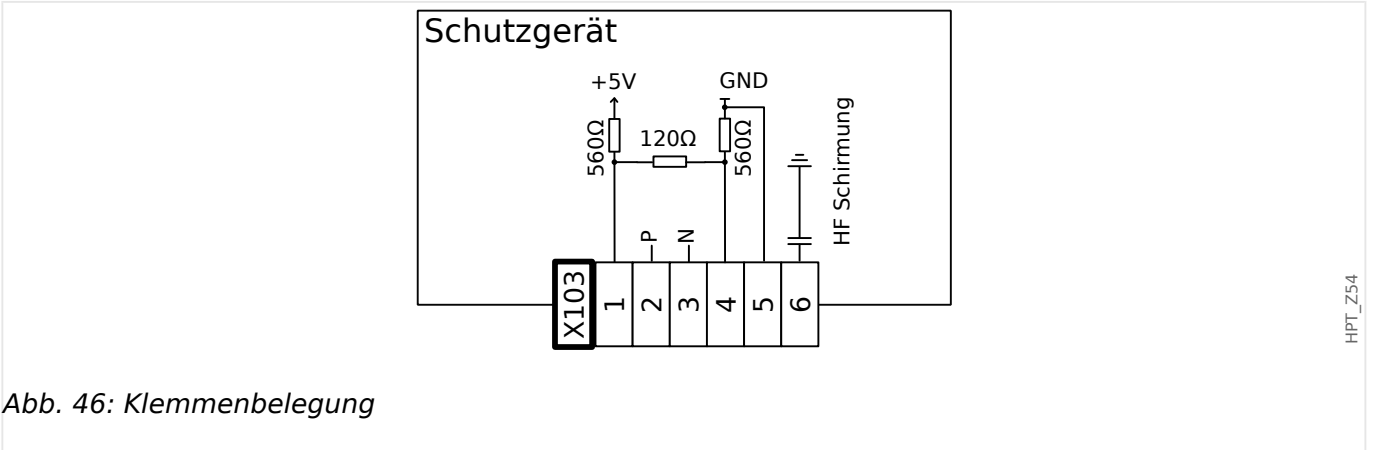 Schutzgerät
+5V
GND
560Ω
120Ω
560Ω
HF Schirmung
P
N
X103
1
2
3
4
5
6
HPT_Z54
Abb. 46: Klemmenbelegung